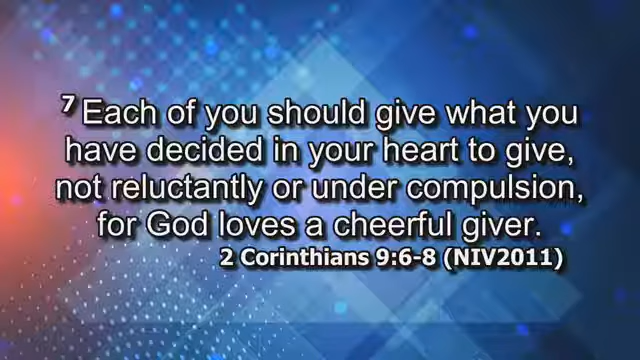 7 Each of you should give what you
have decided in your heart to give,
not reluctantly or under compulsion,
for God loves a cheerful giver.
2 Corinthians 9:6-8 (NIV2011)